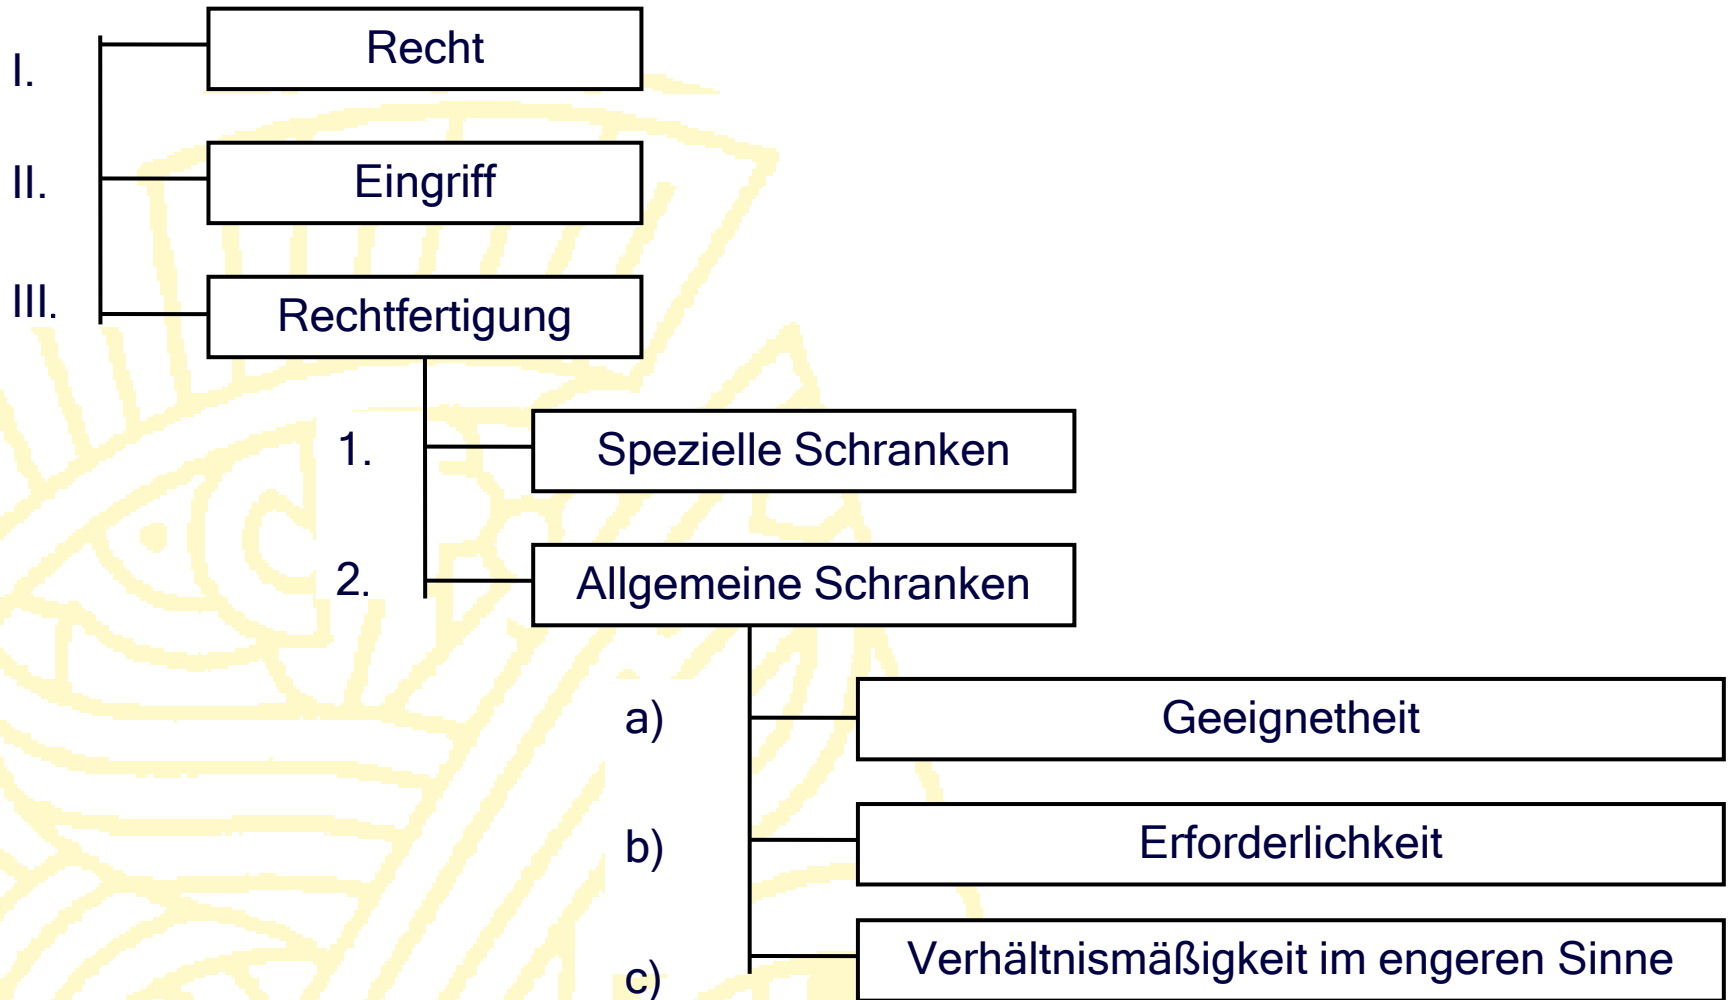 I. Recht
II. Eingriff
III. Rechtfertigung
1. Spezielle Schranken
2. Allgemeine Schranken
a) Geeignetheit
b) Erforderlichkeit
c) Verhältnismäßigkeit im engeren Sinne